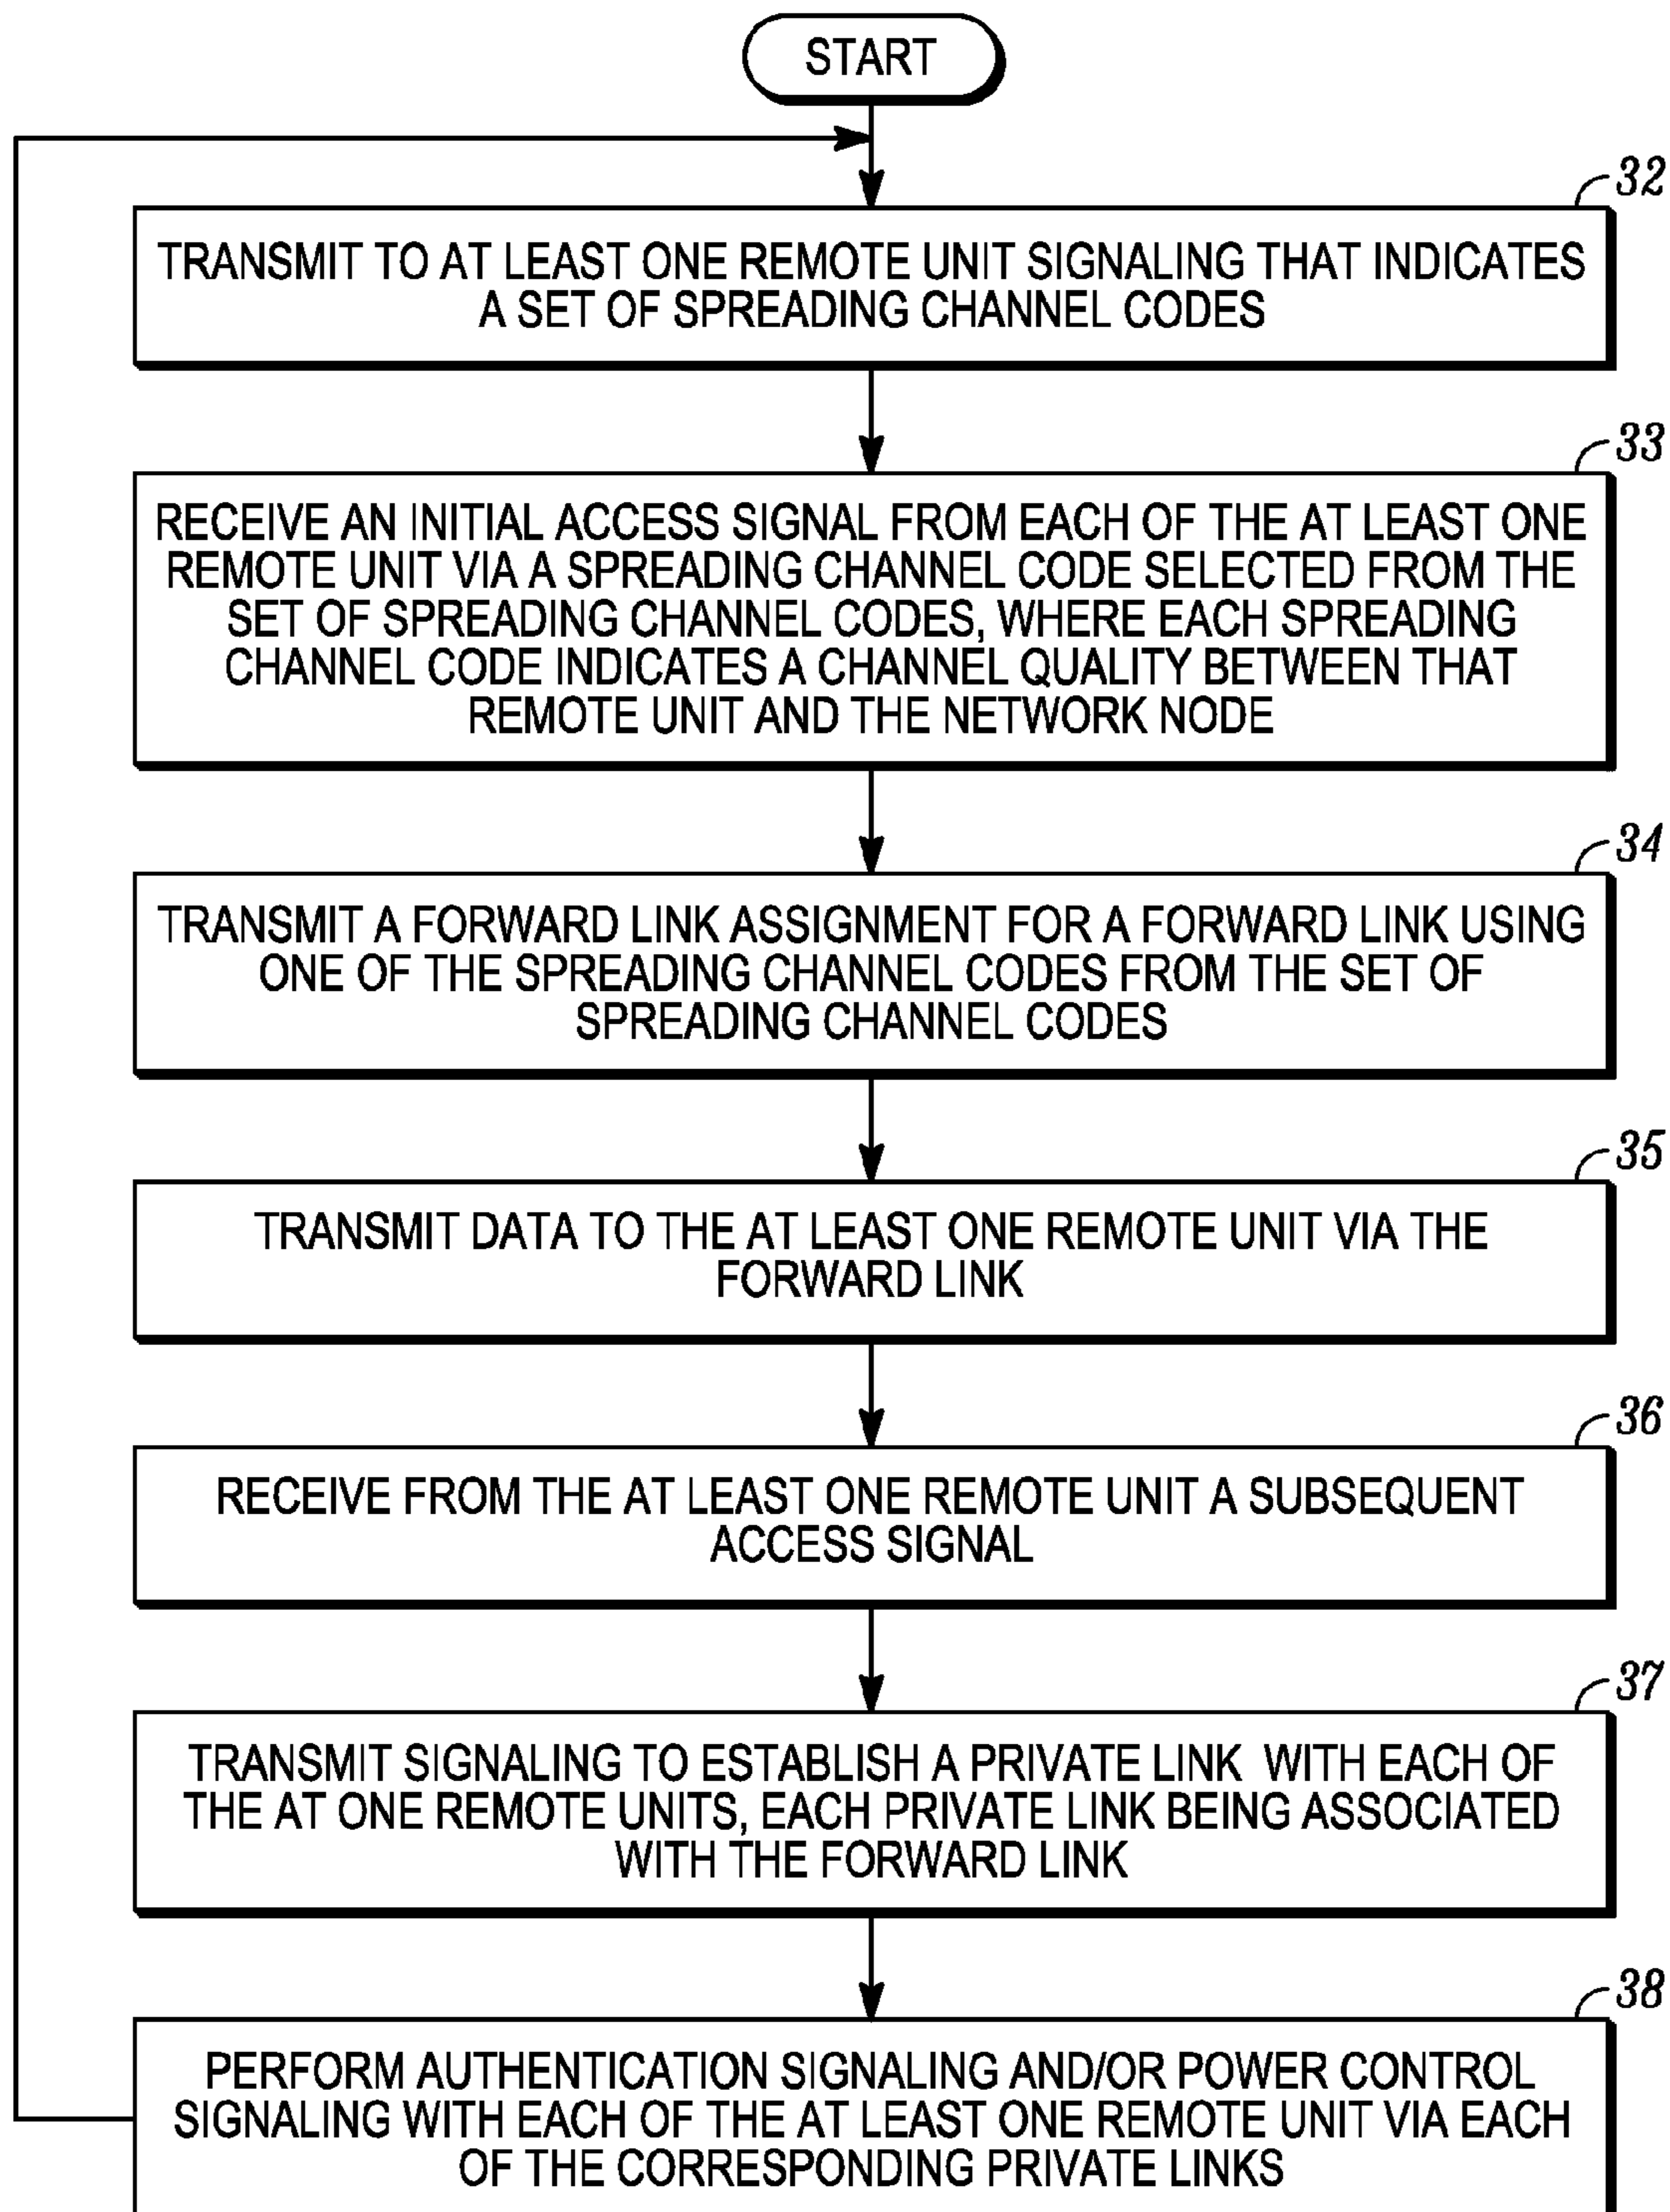 START
32
TRANSMIT TO AT LEAST ONE REMOTE UNIT SIGNALING THAT INDICATES
A SET OF SPREADING CHANNEL CODES
33
RECEIVE AN INITIAL ACCESS SIGNAL FROM EACH OF THE AT LEAST ONE
REMOTE UNIT VIA A SPREADING CHANNEL CODE SELECTED FROM THE
SET OF SPREADING CHANNEL CODES, WHERE EACH SPREADING
CHANNEL CODE INDICATES A CHANNEL QUALITY BETWEEN THAT
REMOTE UNIT AND THE NETWORK NODE
34
TRANSMIT A FORWARD LINK ASSIGNMENT FOR A FORWARD LINK USING
ONE OF THE SPREADING CHANNEL CODES FROM THE SET OF
SPREADING CHANNEL CODES
35
TRANSMIT DATA TO THE AT LEAST ONE REMOTE UNIT VIA THE
FORWARD LINK
36
RECEIVE FROM THE AT LEAST ONE REMOTE UNIT A SUBSEQUENT
ACCESS SIGNAL
37
TRANSMIT SIGNALING TO ESTABLISH A PRIVATE LINK WITH EACH OF
THE AT ONE REMOTE UNITS, EACH PRIVATE LINK BEING ASSOCIATED
WITH THE FORWARD LINK
38
PERFORM AUTHENTICATION SIGNALING AND/OR POWER CONTROL
SIGNALING WITH EACH OF THE AT LEAST ONE REMOTE UNIT VIA EACH
OF THE CORRESPONDING PRIVATE LINKS